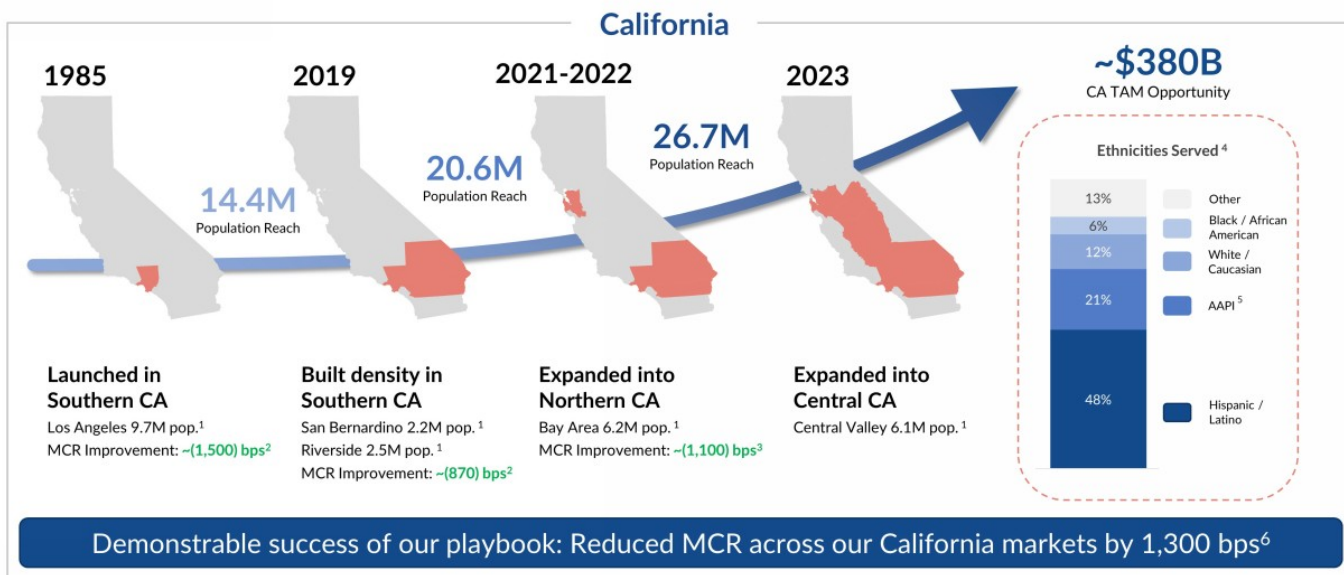 California
1985
2019
2021-2022
2023
~$380B
CA TAM Opportunity
14.4M
Population Reach
20.6M
Population Reach
26.7M
Population Reach
Launched in
Southern CA
Los Angeles 9.7M pop.¹
MCR Improvement: ~(1,500) bps²
Built density in
Southern CA
San Bernardino 2.2M pop. ¹
Riverside 2.5M pop. ¹
MCR Improvement: ~(870) bps²
Expanded into
Northern CA
Bay Area 6.2M pop. ¹
MCR Improvement: ~(1,100) bps³
Expanded into
Central CA
Central Valley 6.1M pop. ¹
Ethnicities Served ⁴
13%
Other
6%
Black / African
American
12%
White /
Caucasian
21%
AAPI ⁵
48%
Hispanic /
Latino
Demonstrable success of our playbook: Reduced MCR across our California markets by 1,300 bps⁶